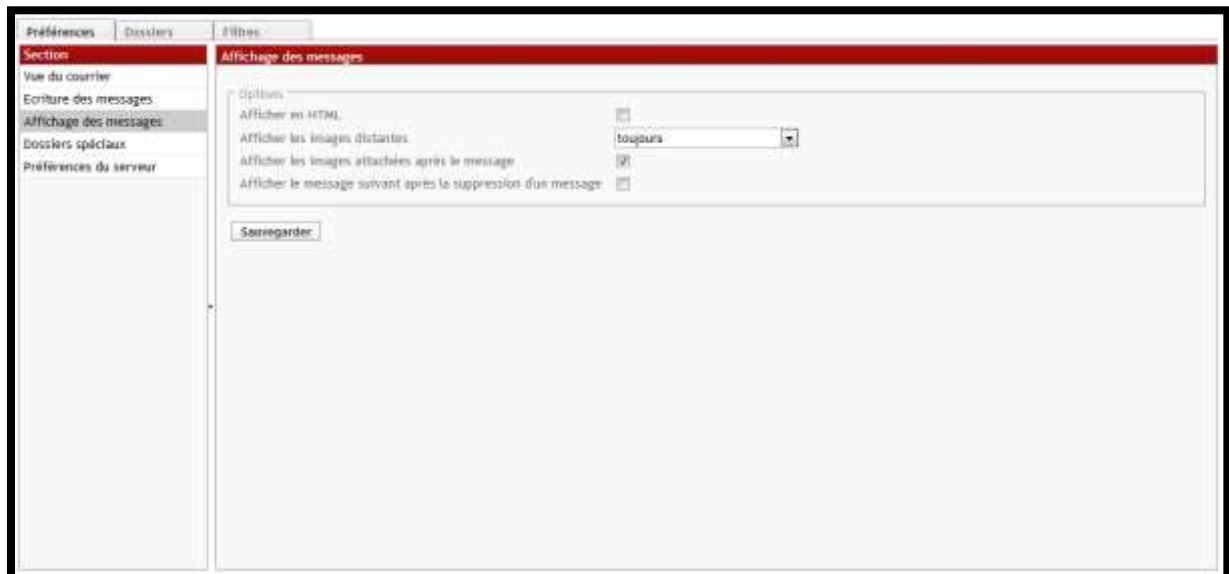 Préférences
Dossiers
Filtres
Section
Vue du courrier
Ecriture des messages
Affichage des messages
Dossiers spéciaux
Préférences du serveur
Affichage des messages
Options
Afficher en HTML
Afficher les images distantes
toujours
Afficher les images attachées après le message
Afficher le message suivant après la suppression d'un message
Sauvegarder